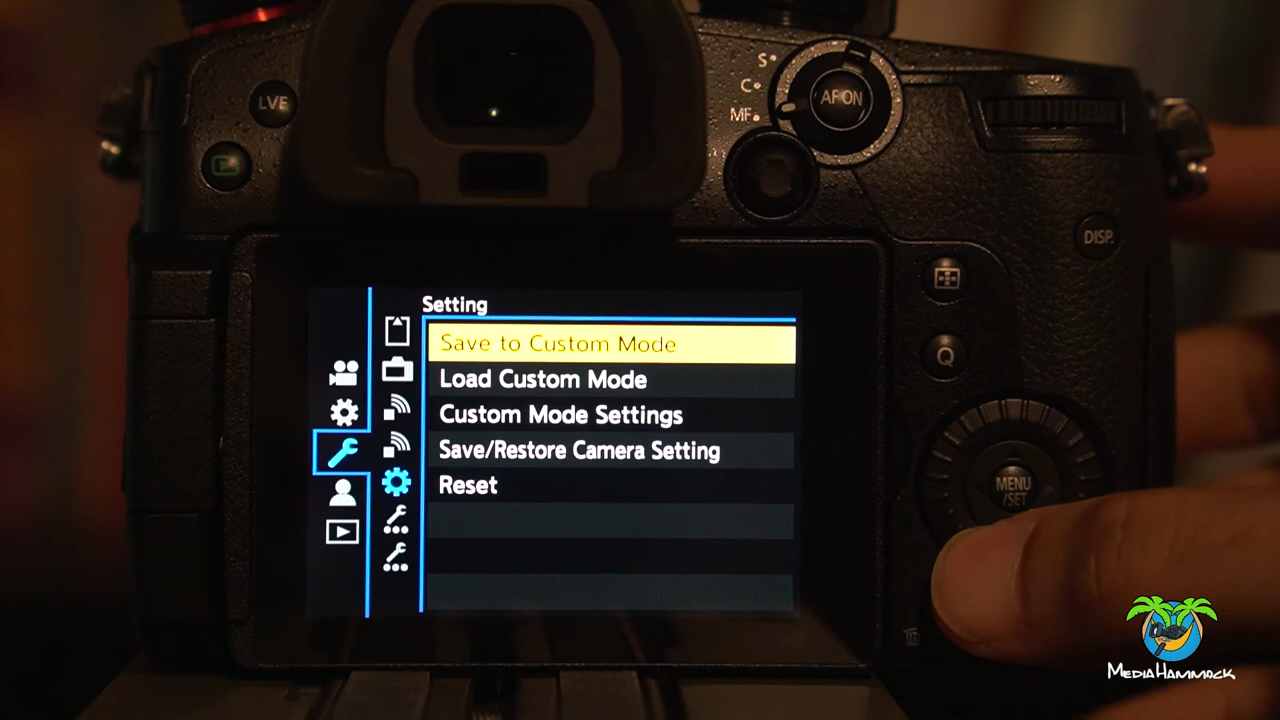 LVF
S
C
MF
AF ON
DISP.
Q
MENU
/SET
Setting
Save to Custom Mode
Load Custom Mode
Custom Mode Settings
Save/Restore Camera Setting
Reset
MEDIAHAMMOCK